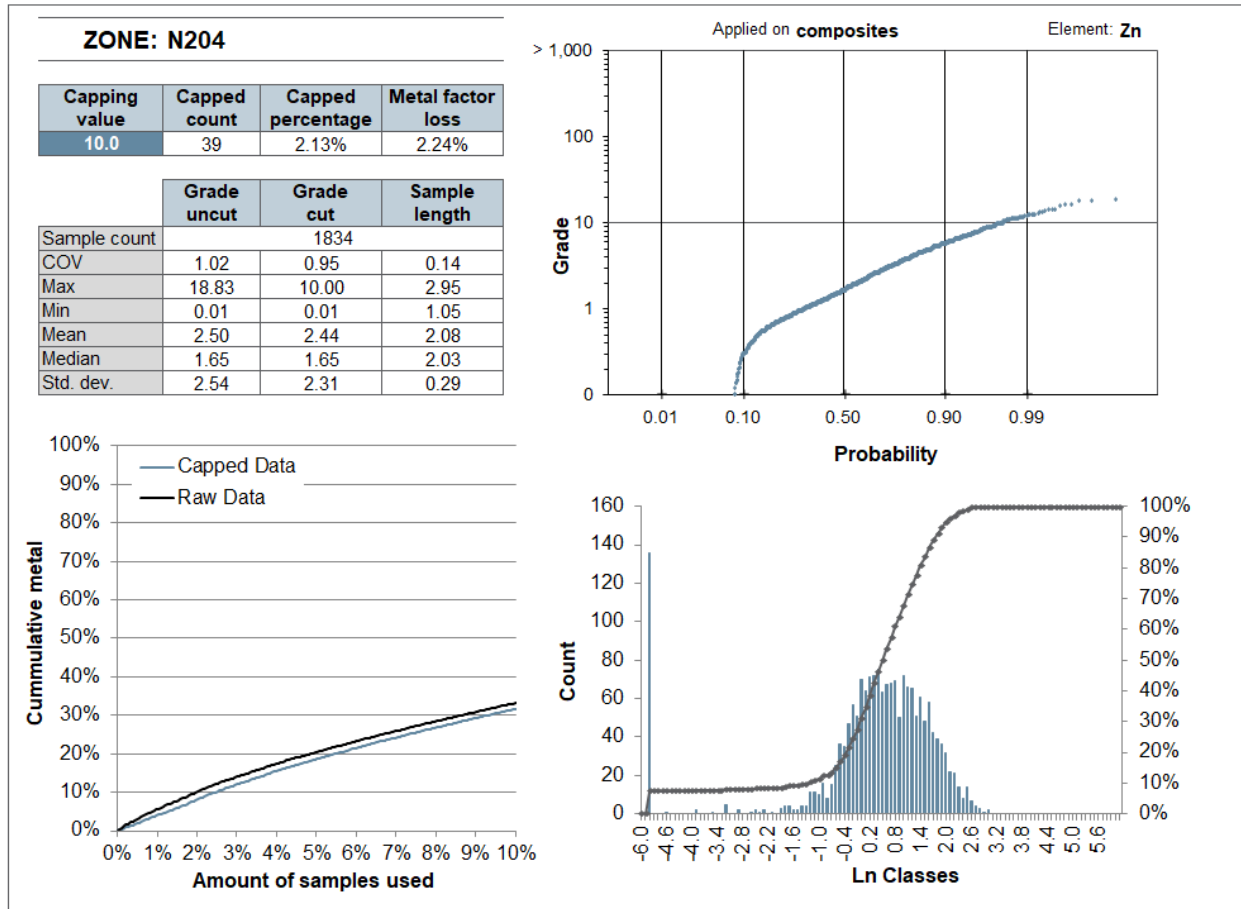 ZONE: N204
Capping value Capped count Capped percentage Metal factor loss
10.0 39 2.13% 2.24%
Grade uncut Grade cut Sample length
Sample count 1834
COV 1.02 0.95 0.14
Max 18.83 10.00 2.95
Min 0.01 0.01 1.05
Mean 2.50 2.44 2.08
Median 1.65 1.65 2.03
Std. dev. 2.54 2.31 0.29
Applied on composites Element: Zn
> 1,000
100
10
1
0
Grade
0.01 0.10 0.50 0.90 0.99
Probability
100%
90%
80%
70%
60%
50%
40%
30%
20%
10%
0%
Cummulative metal
Capped Data
Raw Data
0% 1% 2% 3% 4% 5% 6% 7% 8% 9% 10%
Amount of samples used
160
140
120
100
80
60
40
20
0
Count
100%
90%
80%
70%
60%
50%
40%
30%
20%
10%
0%
-6.0 -5.2 -4.6 -4.0 -3.4 -2.8 -2.2 -1.6 -1.0 -0.4 0.2 0.8 1.4 2.0 2.6 3.2 3.8 4.4 5.0 5.6
Ln Classes